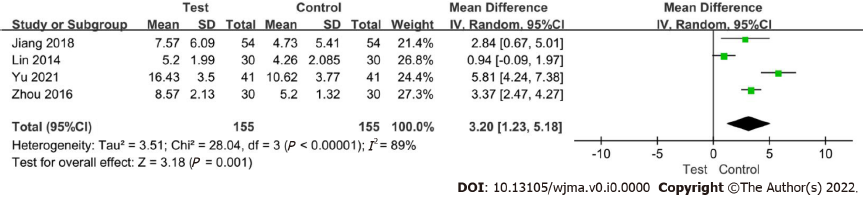 Test Control Mean Difference Mean Difference
Study or Subgroup Mean SD Total Mean SD Total Weight IV, Random, 95%CI IV, Random, 95%CI
Jiang 2018 7.57 6.09 54 4.73 5.41 54 21.4% 2.84 [0.67, 5.01]
Lin 2014 5.2 1.99 30 4.26 2.085 30 26.8% 0.94 [-0.09, 1.97]
Yu 2021 16.43 3.5 41 10.62 3.77 41 24.5% 5.81 [4.24, 7.38]
Zhou 2016 8.57 2.13 30 5.2 1.32 30 27.3% 3.37 [2.47, 4.27]
Total (95%CI) 155 155 100.0% 3.20 [1.23, 5.18]
Heterogeneity: Tau² = 3.51; Chi² = 28.04, df = 3 (P < 0.00001); I² = 89%
Test for overall effect: Z = 3.18 (P = 0.001)
-10 -5 0 5 10
Test Control
DOI: 10.13105/wjma.v0.i0.0000 Copyright ©The Author(s) 2022.